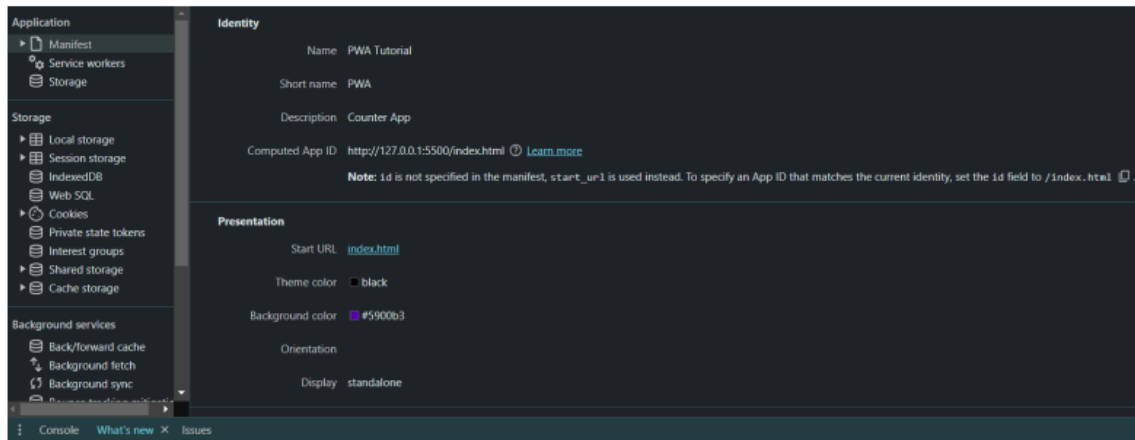 Application
Manifest
Service workers
Storage
Storage
Local storage
Session storage
IndexedDB
Web SQL
Cookies
Private state tokens
Interest groups
Shared storage
Cache storage
Background services
Back/forward cache
Background fetch
Background sync
Bounce tracking
Identity
Name PWA Tutorial
Short name PWA
Description Counter App
Computed App ID http://127.0.0.1:5500/index.html ? Learn more
Note: id is not specified in the manifest, start_url is used instead. To specify an App ID that matches the current identity, set the id field to /index.html .
Presentation
Start URL index.html
Theme color black
Background color #5900b3
Orientation
Display standalone
Console What's new × Issues